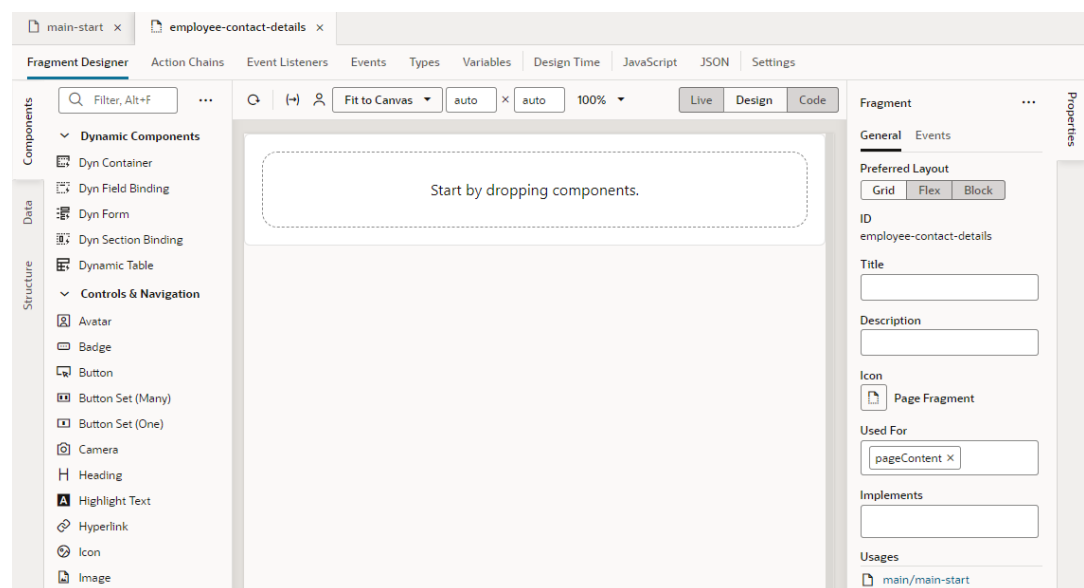 main-start ×
employee-contact-details ×
Fragment Designer Action Chains Event Listeners Events Types Variables Design Time JavaScript JSON Settings
Components
Data
Structure
Filter, Alt+F ...
Dynamic Components
Dyn Container
Dyn Field Binding
Dyn Form
Dyn Section Binding
Dynamic Table
Controls & Navigation
Avatar
Badge
Button
Button Set (Many)
Button Set (One)
Camera
Heading
Highlight Text
Hyperlink
Icon
Image
Fit to Canvas auto × auto 100% Live Design Code
Start by dropping components.
Fragment ...
General Events
Preferred Layout
Grid Flex Block
ID
employee-contact-details
Title
Description
Icon
Page Fragment
Used For
pageContent ×
Implements
Usages
main/main-start
Properties